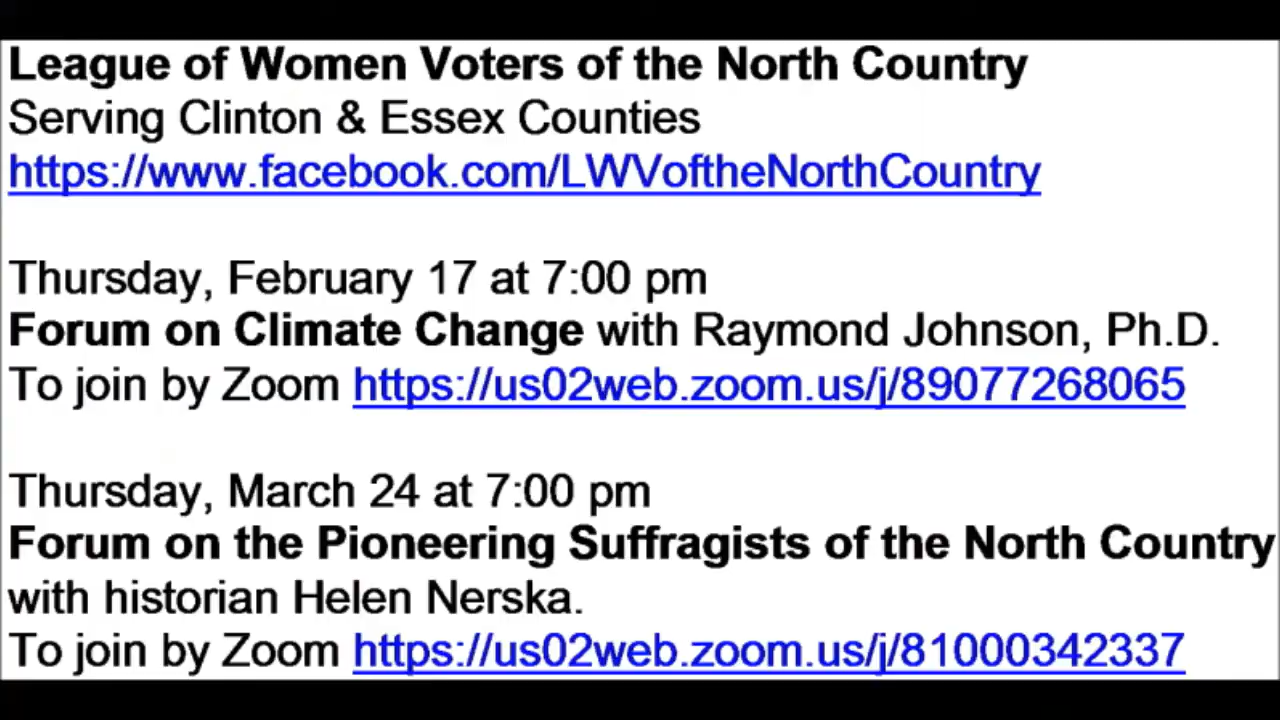 League of Women Voters of the North Country
Serving Clinton & Essex Counties
https://www.facebook.com/LWVoftheNorthCountry
Thursday, February 17 at 7:00 pm
Forum on Climate Change with Raymond Johnson, Ph.D.
To join by Zoom https://us02web.zoom.us/j/89077268065
Thursday, March 24 at 7:00 pm
Forum on the Pioneering Suffragists of the North Country
with historian Helen Nerska.
To join by Zoom https://us02web.zoom.us/j/81000342337